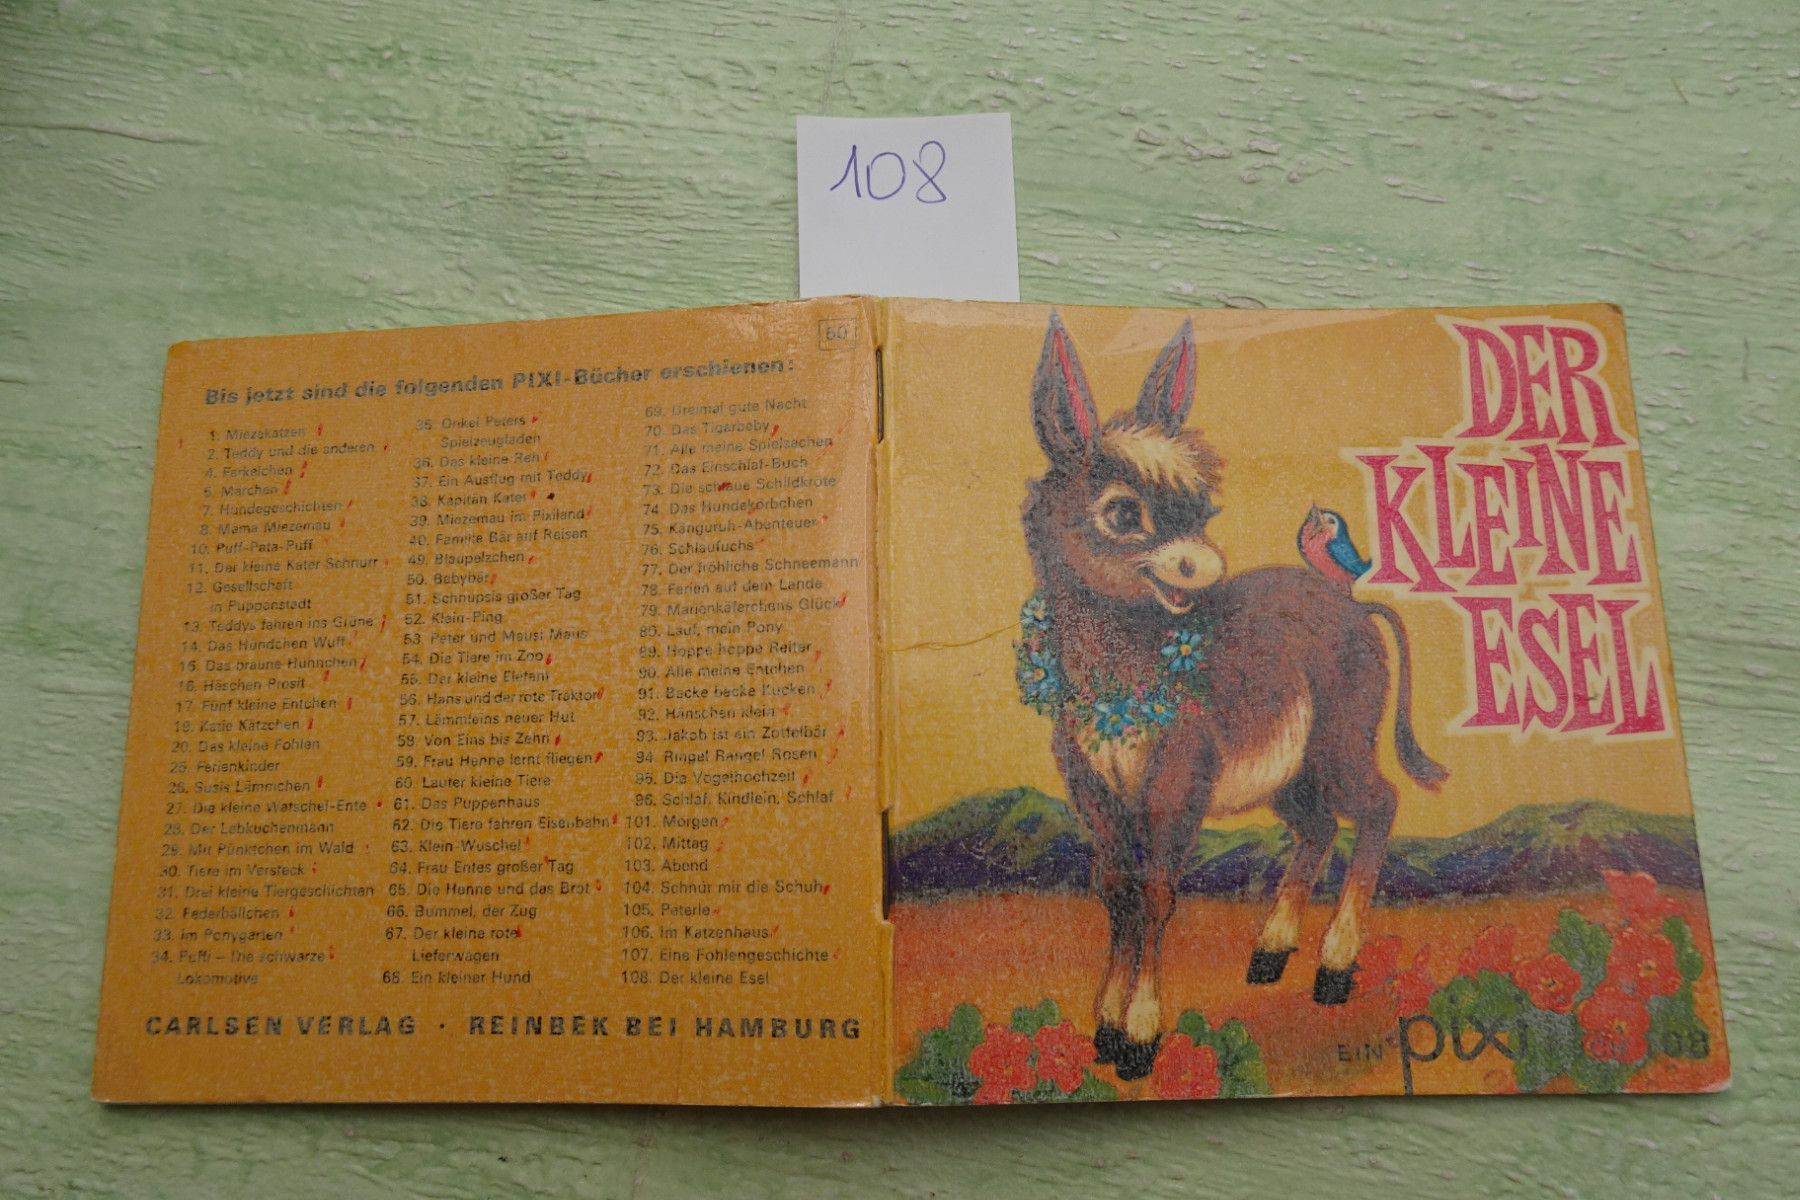 108
60
Bis jetzt sind die folgenden PIXI-Bücher erschienen:
1. Miezekatzen
2. Teddy und die anderen
4. Ferkelchen
5. Märchen
7. Hundegeschichten
8. Mama Miezemau
10. Puff-Pata-Puff
11. Der kleine Kater Schnurr
12. Gesellschaft
in Puppenstadt
13. Teddys fahren ins Grüne
14. Das Hündchen Wuff
15. Das braune Hühnchen
16. Häschen Prosit
17. Fünf kleine Entchen
18. Katie Kätzchen
20. Das kleine Fohlen
25. Ferienkinder
26. Susis Lämmchen
27. Die kleine Watschel-Ente
28. Der Lebkuchenmann
29. Mit Pünktchen im Wald
30. Tiere im Versteck
31. Drei kleine Tiergeschichten
32. Federbällchen
33. Im Ponygarten
34. Puffi – Die schwarze
Lokomotive
35. Onkel Peters
Spielzeugladen
36. Das kleine Reh
37. Ein Ausflug mit Teddy
38. Kapitän Kater
39. Miezemau im Pixiland
40. Familie Bär auf Reisen
49. Blaupelzchen
50. Babybär
51. Schnupsis großer Tag
52. Klein-Ping
53. Peter und Mausi Maus
54. Die Tiere im Zoo
55. Der kleine Elefant
56. Hans und der rote Traktor
57. Lämmleins neuer Hut
58. Von Eins bis Zehn
59. Frau Henne lernt fliegen
60. Lauter kleine Tiere
61. Das Puppenhaus
62. Die Tiere fahren Eisenbahn
63. Klein-Wuschel
64. Frau Entes großer Tag
65. Die Henne und das Brot
66. Bummel, der Zug
67. Der kleine rote
Lieferwagen
68. Ein kleiner Hund
69. Dreimal gute Nacht
70. Das Tigerbaby
71. Alle meine Spielsachen
72. Das Einschlaf-Buch
73. Die schlaue Schildkröte
74. Das Hundekörbchen
75. Känguruh-Abenteuer
76. Schlaufuchs
77. Der fröhliche Schneemann
78. Ferien auf dem Lande
79. Marienkäferchens Glück
80. Lauf, mein Pony
89. Hoppe hoppe Reiter
90. Alle meine Entchen
91. Backe backe Kuchen
92. Hänschen klein
93. Jakob ist ein Zottelbär
94. Ringel Rangel Rosen
95. Die Vogelhochzeit
96. Schlaf, Kindlein, Schlaf
101. Morgen
102. Mittag
103. Abend
104. Schnür mir die Schuh
105. Peterle
106. Im Katzenhaus
107. Eine Fohlengeschichte
108. Der kleine Esel
CARLSEN VERLAG · REINBEK BEI HAMBURG
DER
KLEINE
ESEL
EIN pixi 108